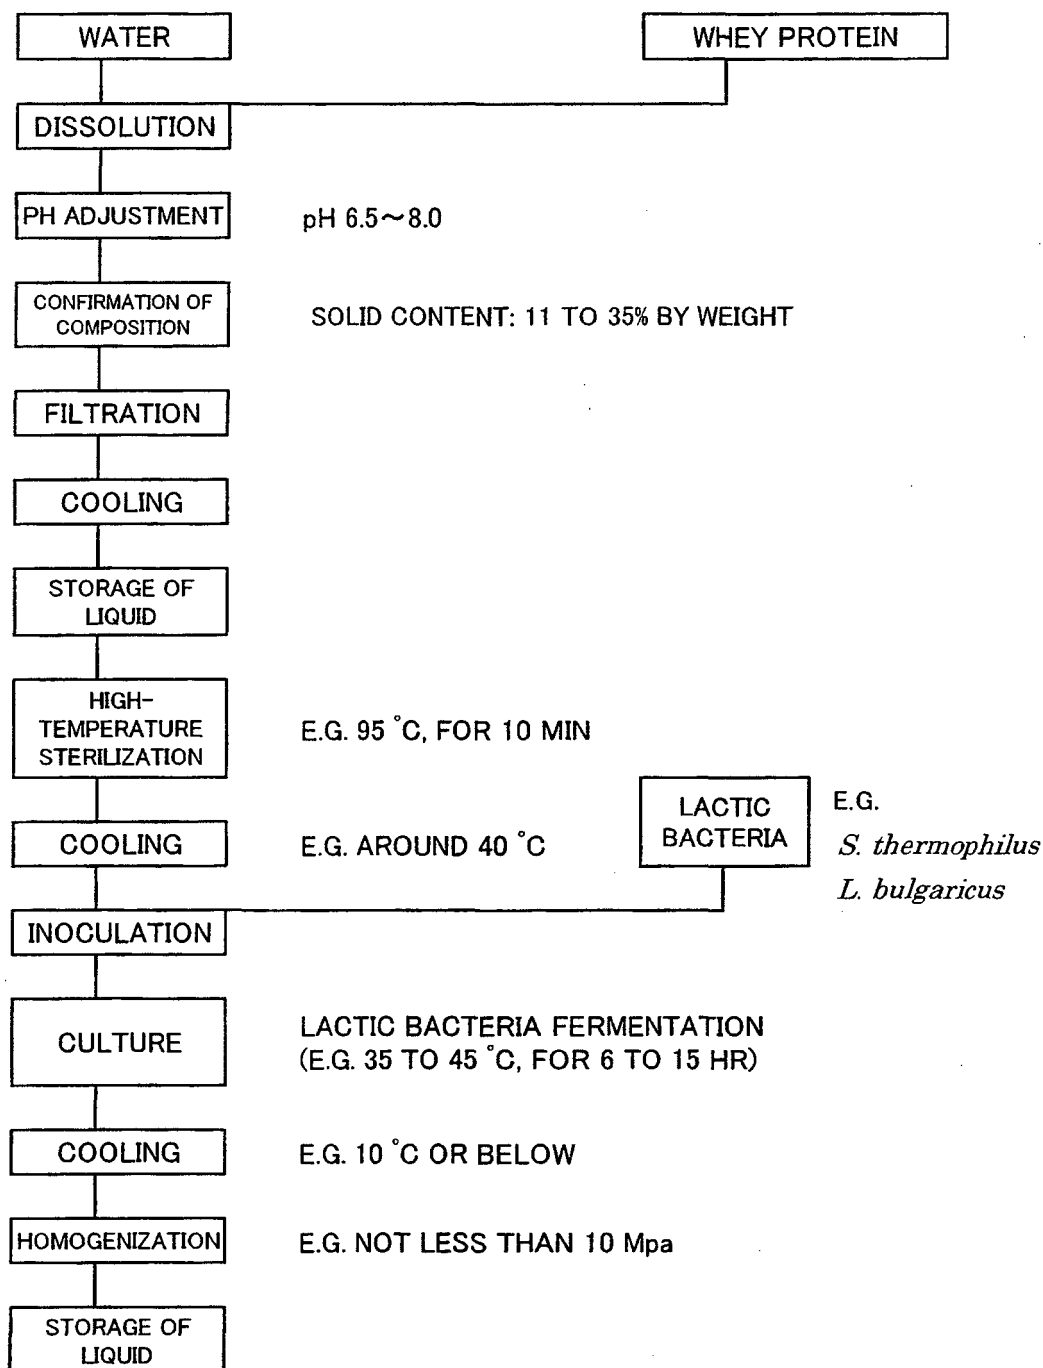 WATER
WHEY PROTEIN
DISSOLUTION
PH ADJUSTMENT
pH 6.5～8.0
CONFIRMATION OF
COMPOSITION
SOLID CONTENT: 11 TO 35% BY WEIGHT
FILTRATION
COOLING
STORAGE OF
LIQUID
HIGH-
TEMPERATURE
STERILIZATION
E.G. 95 ℃, FOR 10 MIN
COOLING
E.G. AROUND 40 ℃
LACTIC
BACTERIA
E.G.
S. thermophilus
L. bulgaricus
INOCULATION
CULTURE
LACTIC BACTERIA FERMENTATION
(E.G. 35 TO 45 ℃, FOR 6 TO 15 HR)
COOLING
E.G. 10 ℃ OR BELOW
HOMOGENIZATION
E.G. NOT LESS THAN 10 Mpa
STORAGE OF
LIQUID